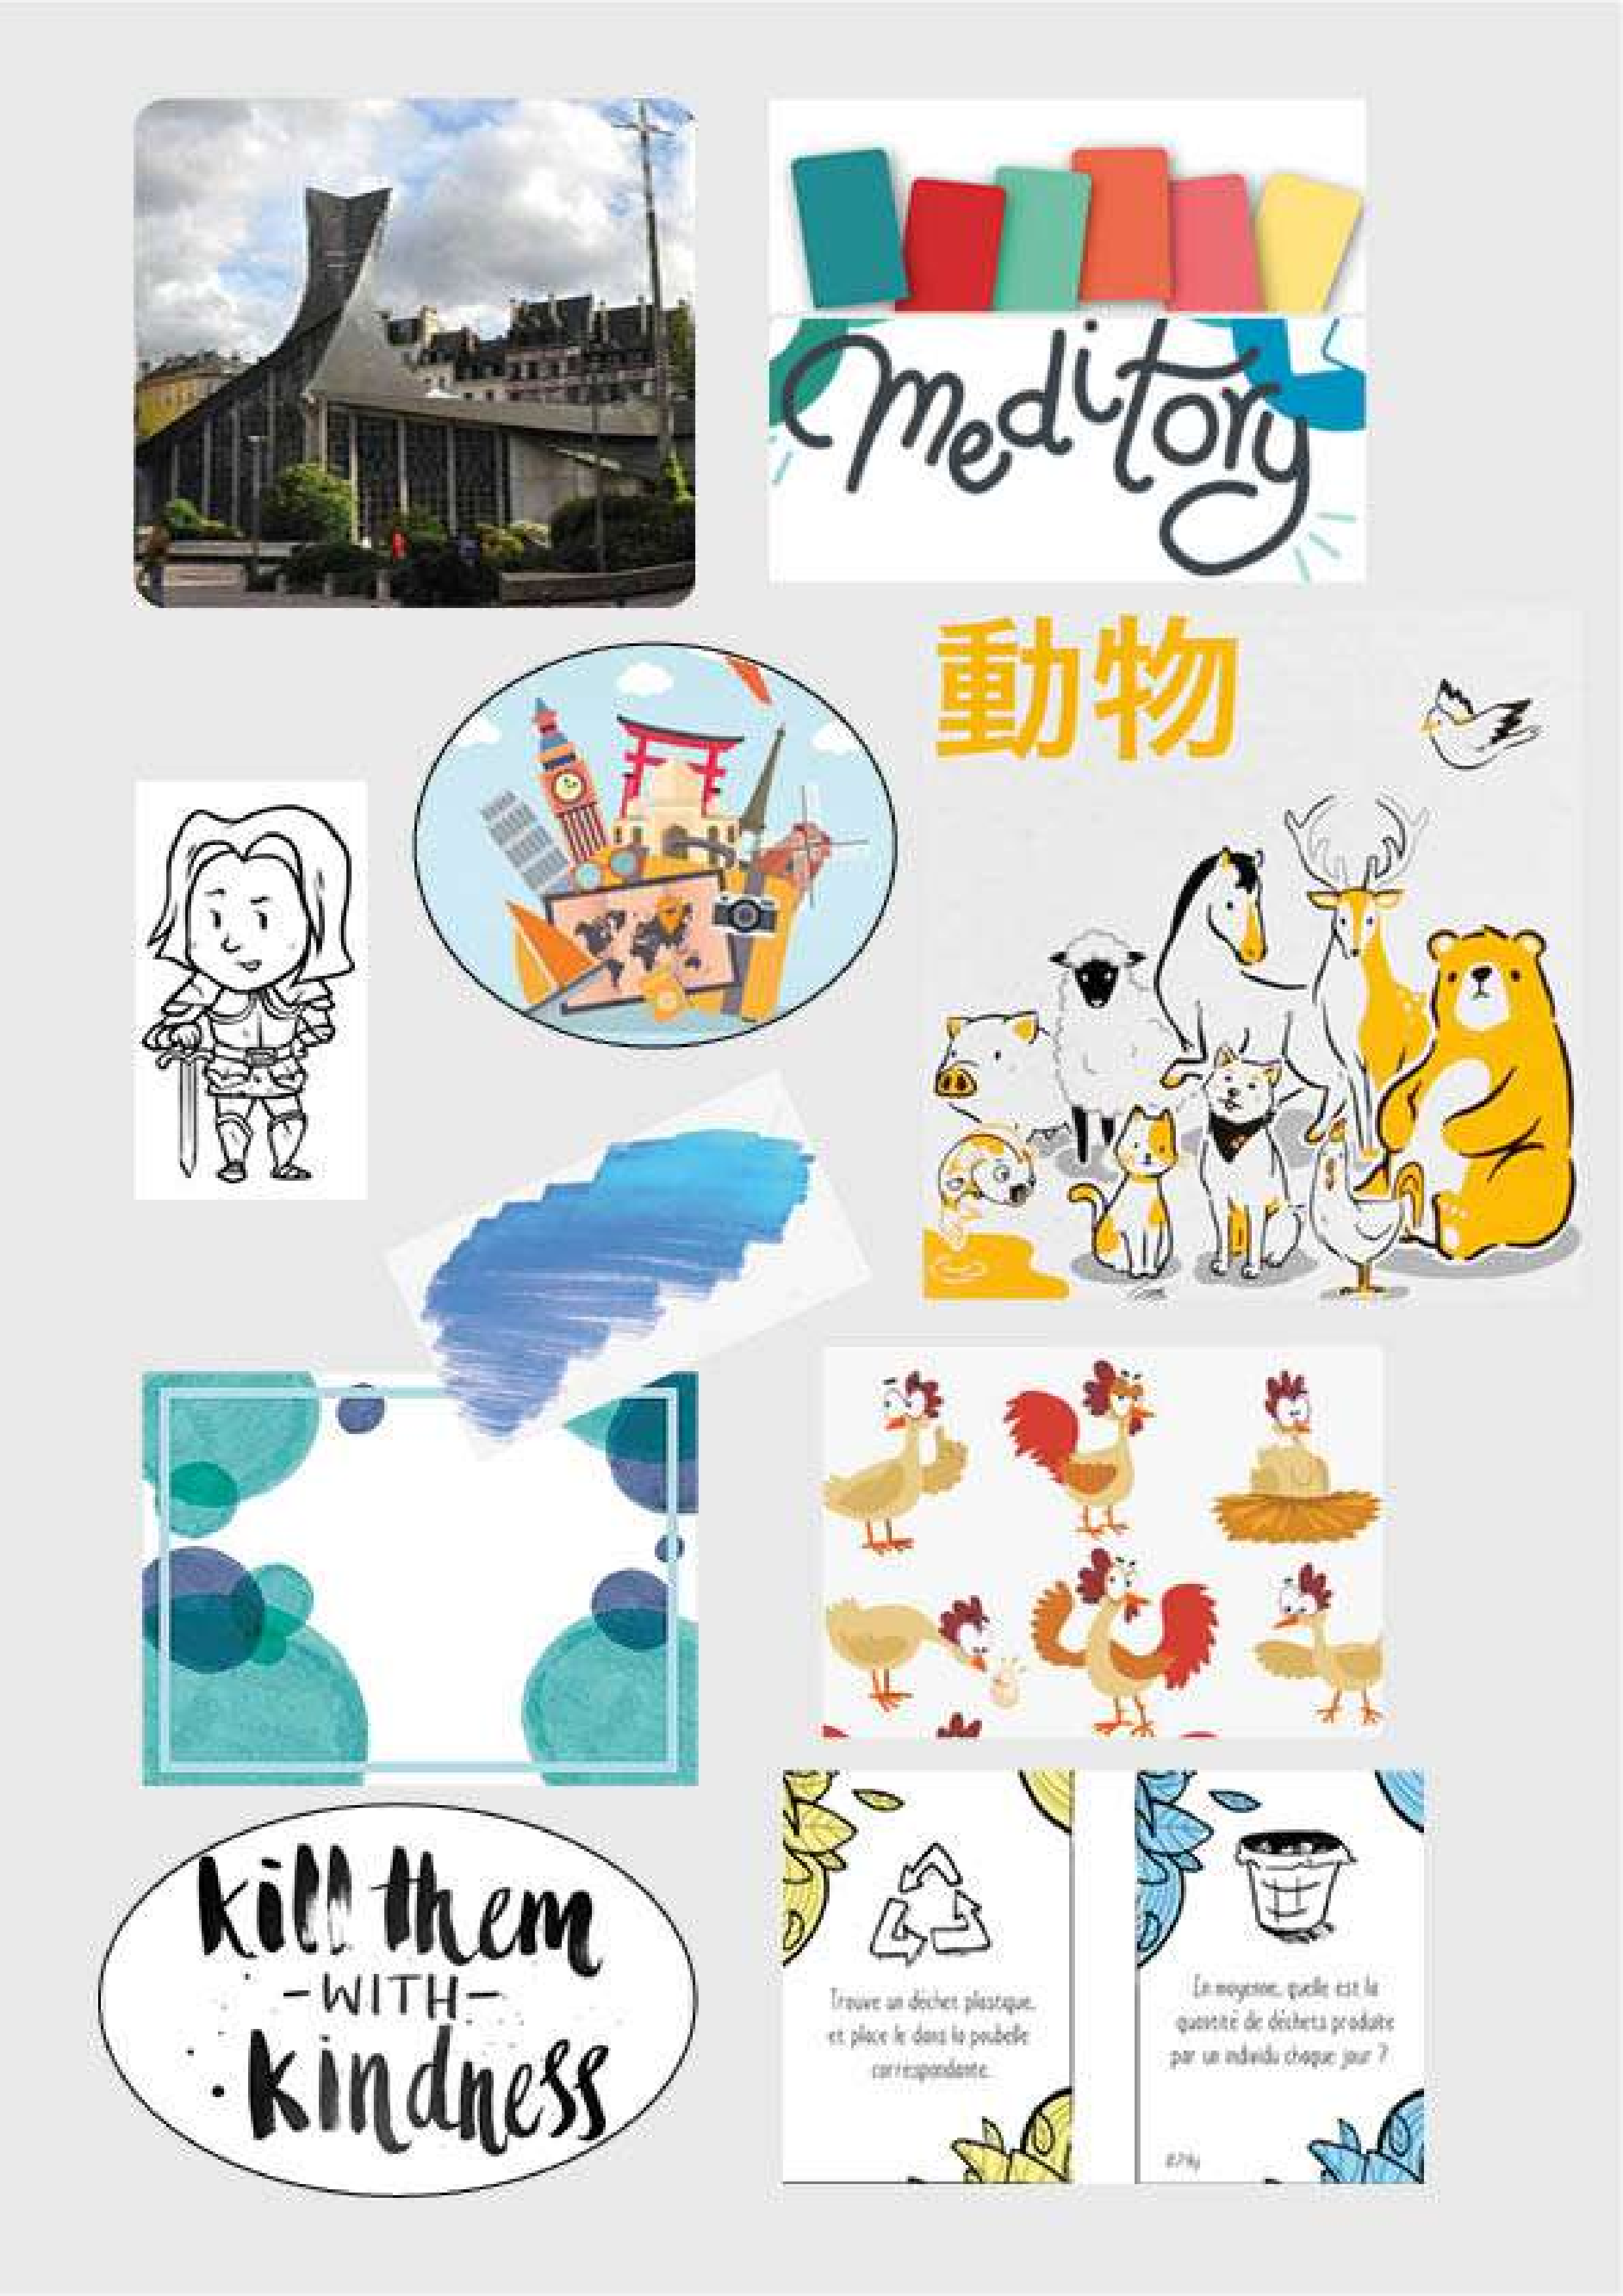 meditory
動物
kill them
-WITH-
kindness
Trouve un déchet plastique,
et place le dans la poubelle
correspondante.
En moyenne, quelle est la
quantité de déchets produite
par un individu chaque jour ?